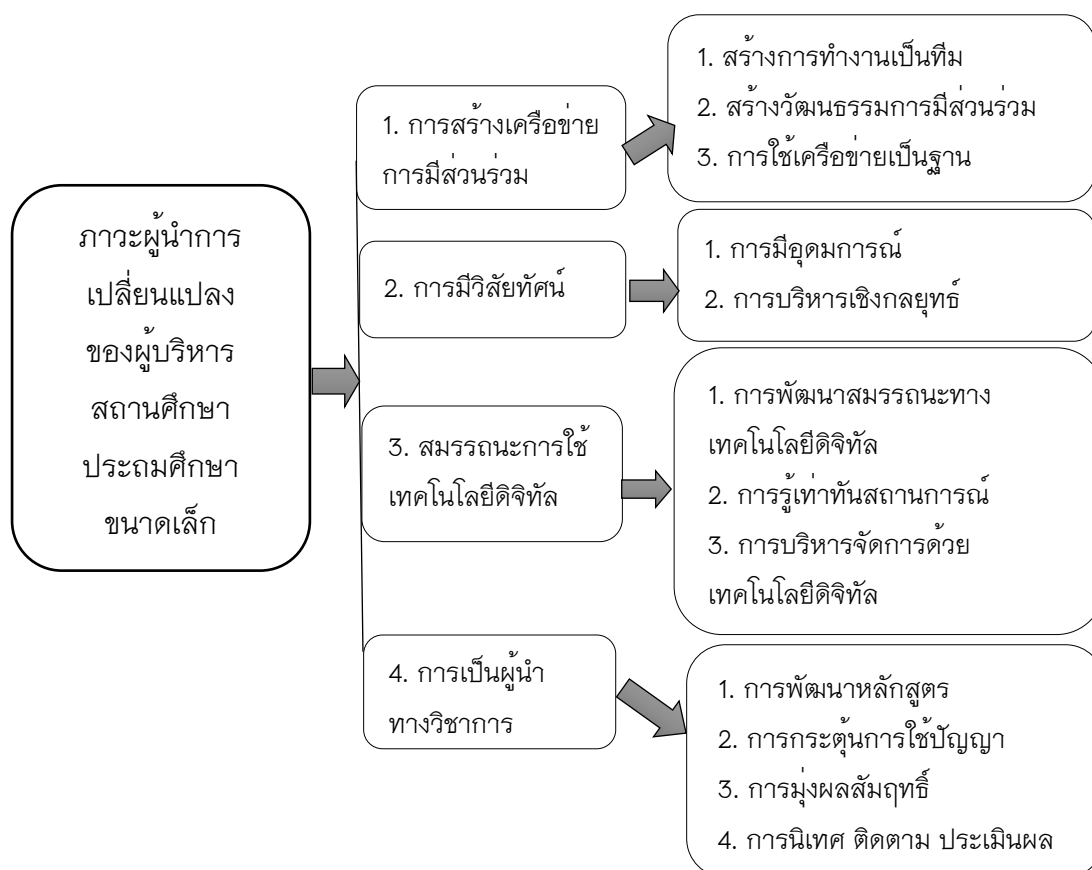 ภาวะผู้นำการ
เปลี่ยนแปลง
ของผู้บริหาร
สถานศึกษา
ประถมศึกษา
ขนาดเล็ก
1. การสร้างเครือข่าย
การมีส่วนร่วม
1. สร้างการทำงานเป็นทีม
2. สร้างวัฒนธรรมการมีส่วนร่วม
3. การใช้เครือข่ายเป็นฐาน
2. การมีวิสัยทัศน์
1. การมีอุดมการณ์
2. การบริหารเชิงกลยุทธ์
3. สมรรถนะการใช้
เทคโนโลยีดิจิทัล
1. การพัฒนาสมรรถนะทาง
เทคโนโลยีดิจิทัล
2. การรู้เท่าทันสถานการณ์
3. การบริหารจัดการด้วย
เทคโนโลยีดิจิทัล
4. การเป็นผู้นำ
ทางวิชาการ
1. การพัฒนาหลักสูตร
2. การกระตุ้นการใช้ปัญญา
3. การมุ่งผลสัมฤทธิ์
4. การนิเทศ ติดตาม ประเมินผล